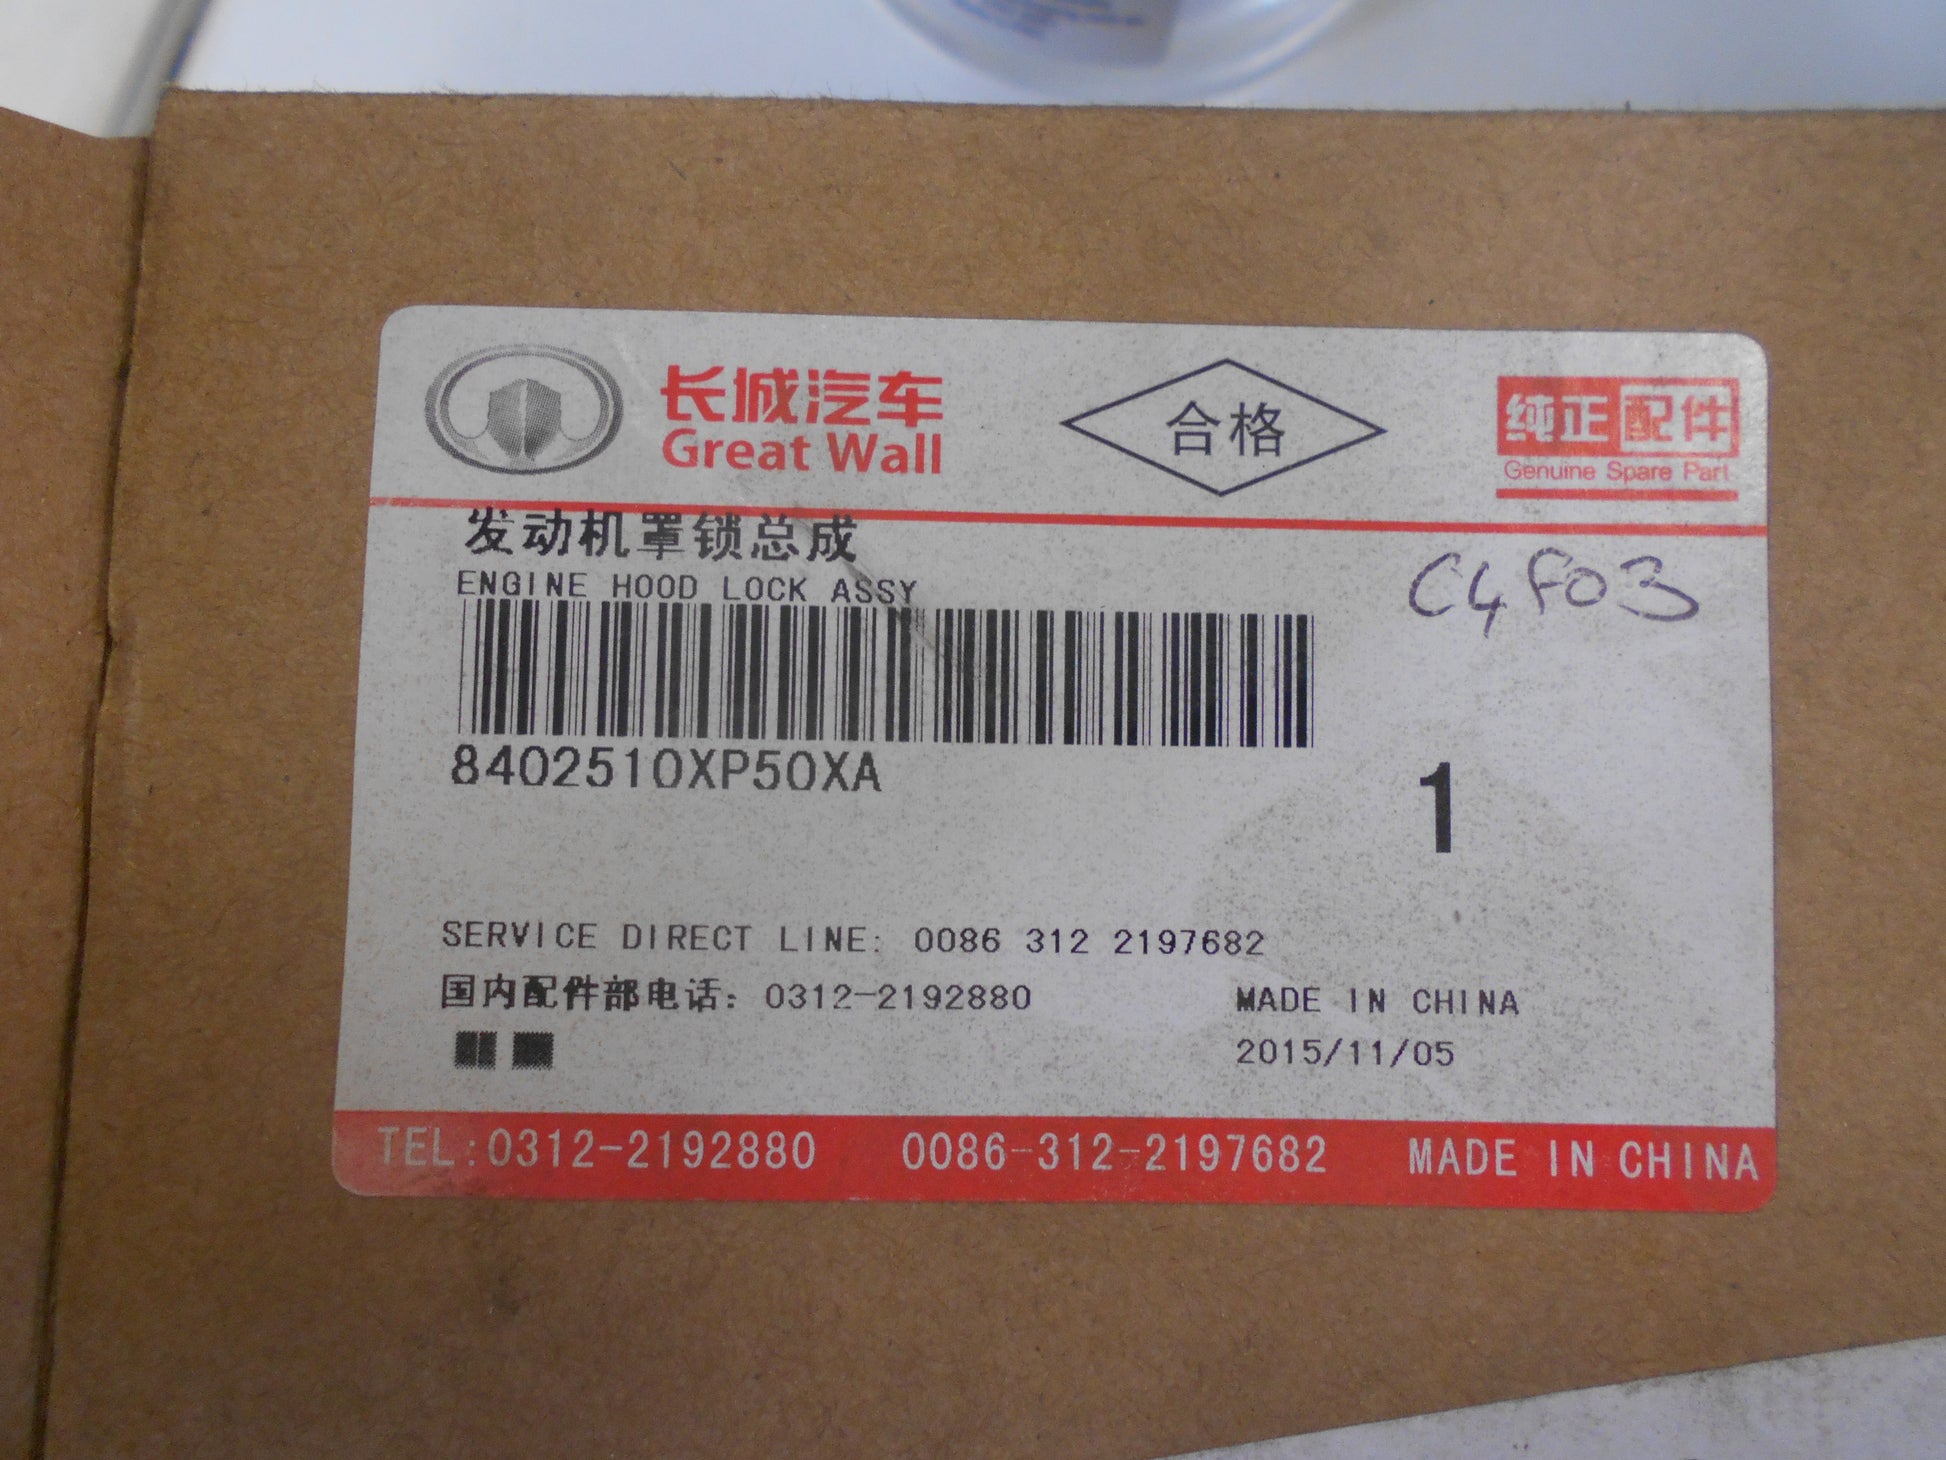 长城汽车
Great Wall
合格
纯正配件
Genuine Spare Part
发动机罩锁总成
ENGINE HOOD LOCK ASSY
C4F03
8402510XP50XA
1
SERVICE DIRECT LINE: 0086 312 2197682
国内配件部电话: 0312-2192880
MADE IN CHINA
2015/11/05
TEL:0312-2192880 0086-312-2197682 MADE IN CHINA